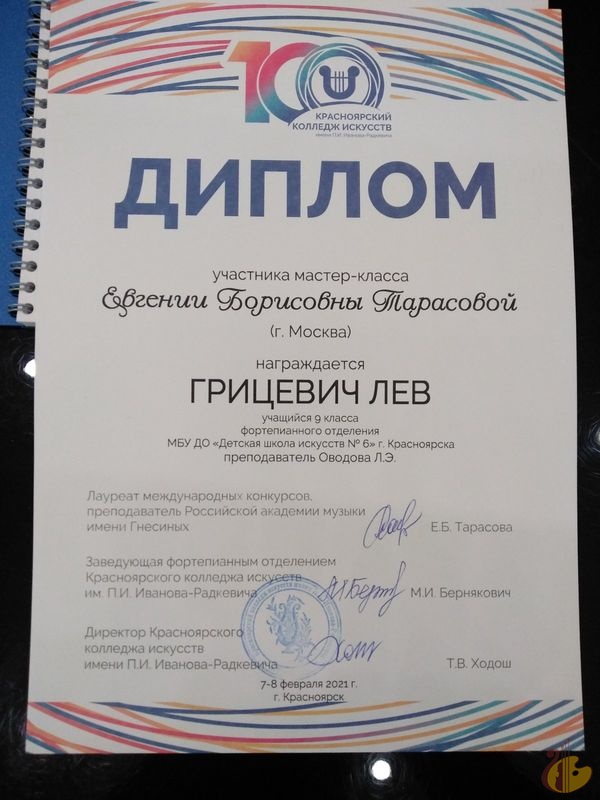 100
КРАСНОЯРСКИЙ
КОЛЛЕДЖ ИСКУССТВ
имени П.И. Иванова-Радкевича
ДИПЛОМ
участника мастер-класса
Евгении Борисовны Тарасовой
(г. Москва)
награждается
ГРИЦЕВИЧ ЛЕВ
учащийся 9 класса
фортепианного отделения
МБУ ДО «Детская школа искусств № 6» г. Красноярска
преподаватель Оводова Л.Э.
Лауреат международных конкурсов,
преподаватель Российской академии музыки
имени Гнесиных
Е.Б. Тарасова
Заведующая фортепианным отделением
Красноярского колледжа искусств
им. П.И. Иванова-Радкевича
М.И. Бернякович
Директор Красноярского
колледжа искусств
имени П.И. Иванова-Радкевича
Т.В. Ходош
7-8 февраля 2021 г.
г. Красноярск